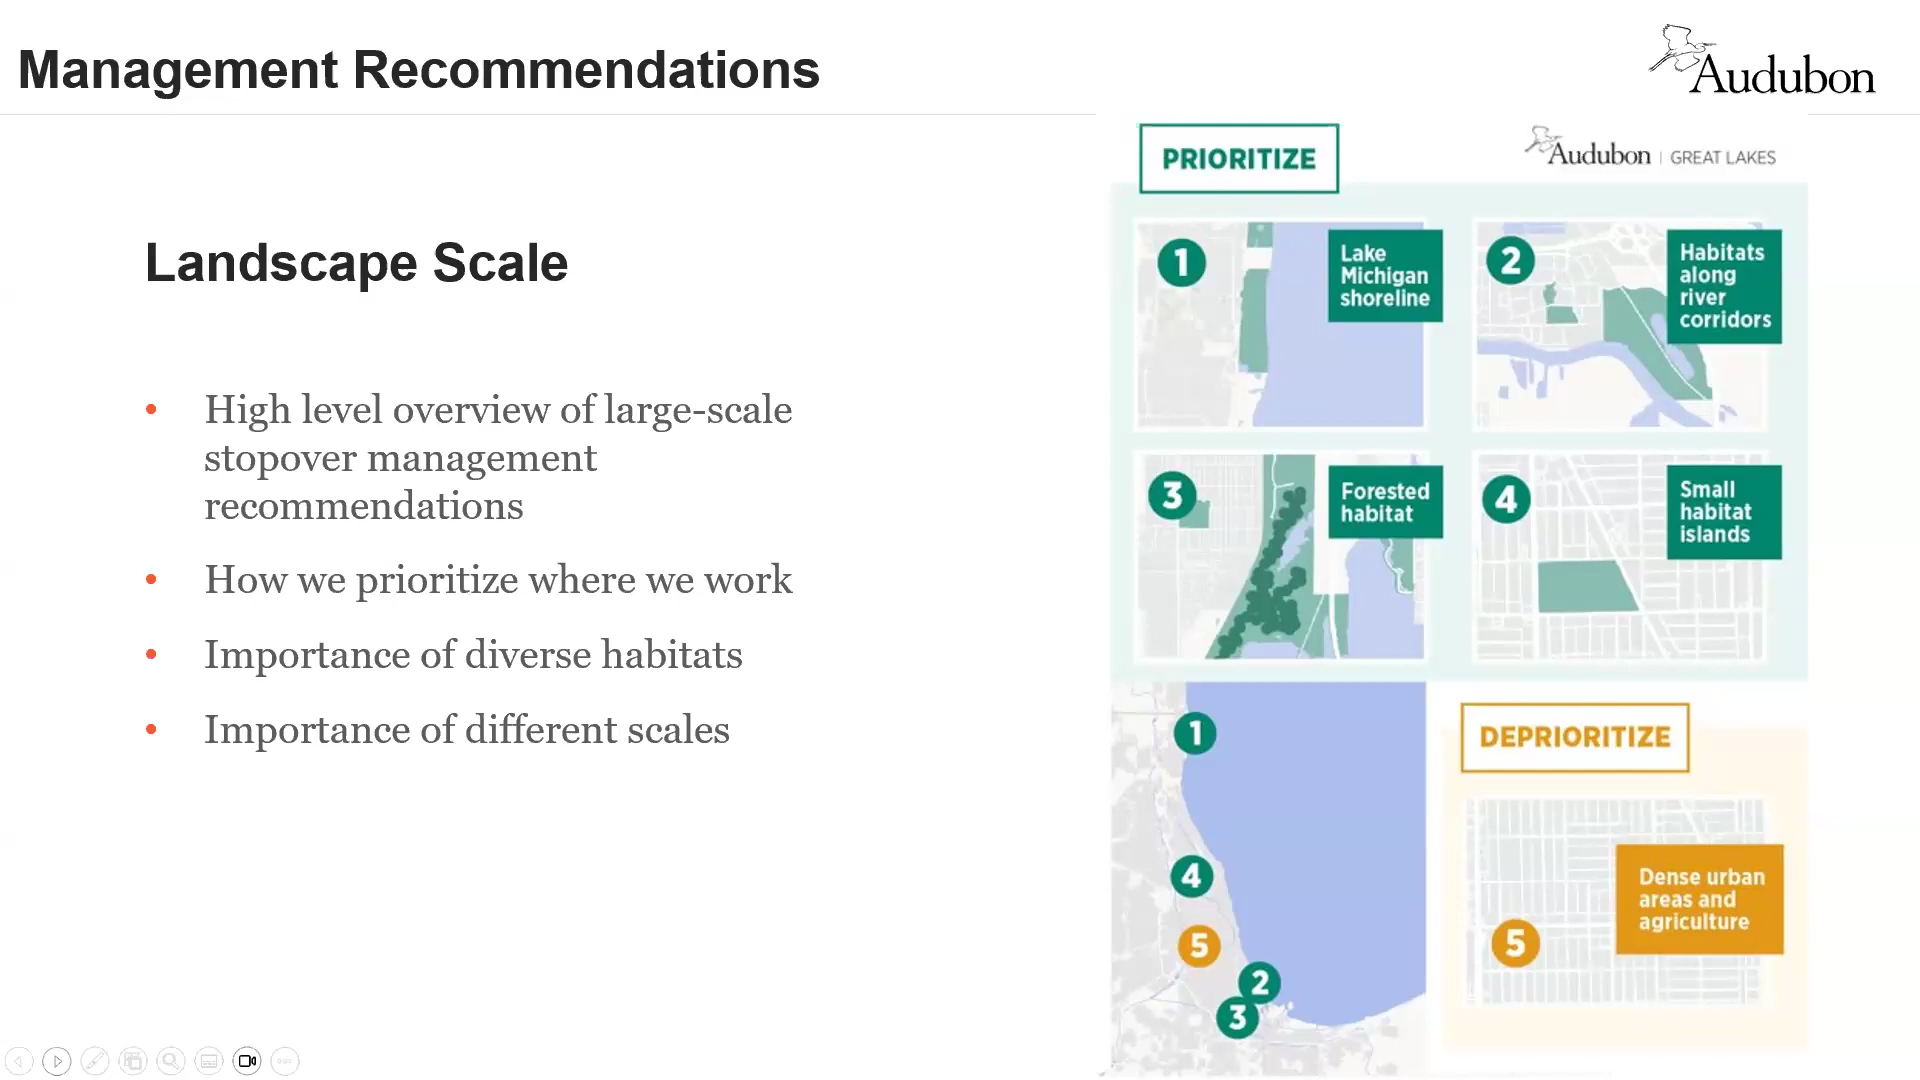 Management Recommendations
Audubon
Landscape Scale
• High level overview of large-scale
stopover management
recommendations
• How we prioritize where we work
• Importance of diverse habitats
• Importance of different scales
PRIORITIZE
Audubon | GREAT LAKES
1
Lake
Michigan
shoreline
2
Habitats
along
river
corridors
3
Forested
habitat
4
Small
habitat
islands
1
4
5
2
3
DEPRIORITIZE
Dense urban
areas and
agriculture
5